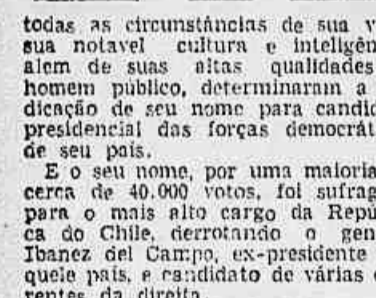 todas as circunstâncias de sua v
sua notavel cultura e inteligên
alem de suas altas qualidades
homem público, determinaram a
dicação de seu nome para candid
presidencial das forças democrát
de seu país.
E o seu nome, por uma maioria
cerca de 40.000 votos, foi sufrag
para o mais alto cargo da Repú
ca do Chile, derrotando o gen
Ibanez del Campo, ex-presidente
quele país, e candidato de várias
rentes da direita